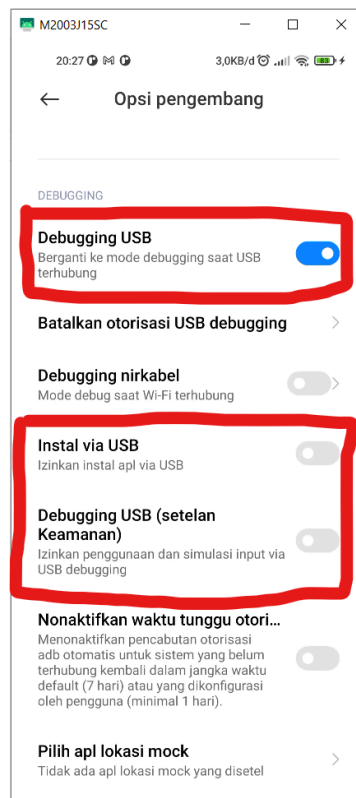 M2003J15SC
20:27 3,0KB/d 83
Opsi pengembang
DEBUGGING
Debugging USB
Berganti ke mode debugging saat USB
terhubung
Batalkan otorisasi USB debugging
Debugging nirkabel
Mode debug saat Wi-Fi terhubung
Instal via USB
Izinkan instal apl via USB
Debugging USB (setelan
Keamanan)
Izinkan penggunaan dan simulasi input via
USB debugging
Nonaktifkan waktu tunggu otori...
Menonaktifkan pencabutan otorisasi
adb otomatis untuk sistem yang belum
terhubung kembali dalam jangka waktu
default (7 hari) atau yang dikonfigurasi
oleh pengguna (minimal 1 hari).
Pilih apl lokasi mock
Tidak ada apl lokasi mock yang disetel